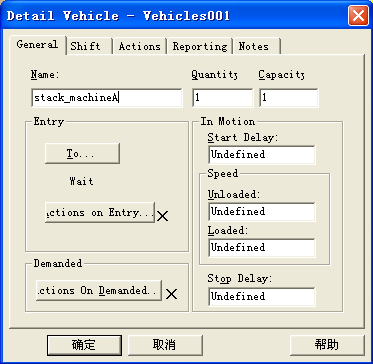 Detail Vehicle - Vehicles001
General Shift Actions Reporting Notes
Name: Quantity Capacity
stack_machineA 1 1
Entry In Motion
Start Delay:
To... Undefined
Wait Speed
Unloaded:
ctions on Entry... Undefined
Loaded:
Undefined
Demanded
Stop Delay:
ctions On Demanded.. Undefined
确定 取消 帮助